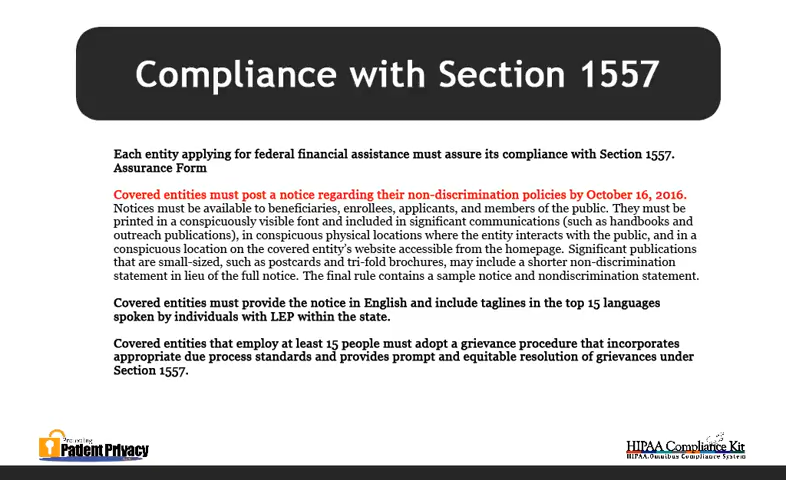 Compliance with Section 1557
Each entity applying for federal financial assistance must assure its compliance with Section 1557.
Assurance Form
Covered entities must post a notice regarding their non-discrimination policies by October 16, 2016.
Notices must be available to beneficiaries, enrollees, applicants, and members of the public. They must be
printed in a conspicuously visible font and included in significant communications (such as handbooks and
outreach publications), in conspicuous physical locations where the entity interacts with the public, and in a
conspicuous location on the covered entity's website accessible from the homepage. Significant publications
that are small-sized, such as postcards and tri-fold brochures, may include a shorter non-discrimination
statement in lieu of the full notice. The final rule contains a sample notice and nondiscrimination statement.
Covered entities must provide the notice in English and include taglines in the top 15 languages
spoken by individuals with LEP within the state.
Covered entities that employ at least 15 people must adopt a grievance procedure that incorporates
appropriate due process standards and provides prompt and equitable resolution of grievances under
Section 1557.
Protecting
Patient Privacy
HIPAA Compliance Kit
HIPAA Omnibus Compliance System